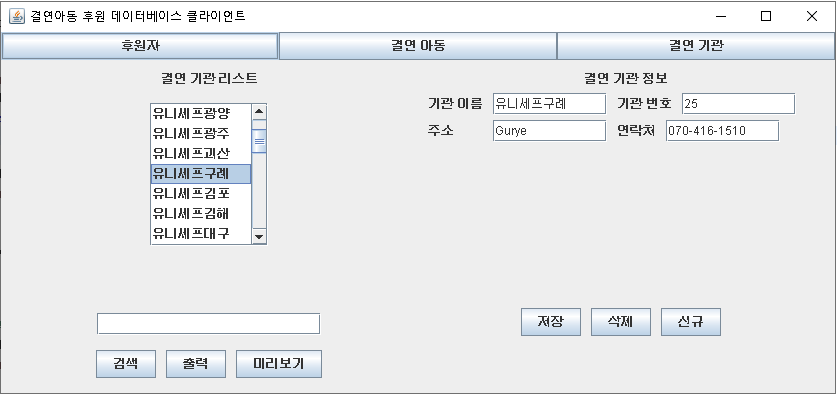 결연아동 후원 데이터베이스 클라이언트
후원자 결연 아동 결연 기관
결연 기관 리스트
유니세프광양
유니세프광주
유니세프괴산
유니세프구례
유니세프김포
유니세프김해
유니세프대구
검색 출력 미리보기
결연 기관 정보
기관 이름 유니세프구례 기관 번호 25
주소 Gurye 연락처 070-416-1510
저장 삭제 신규